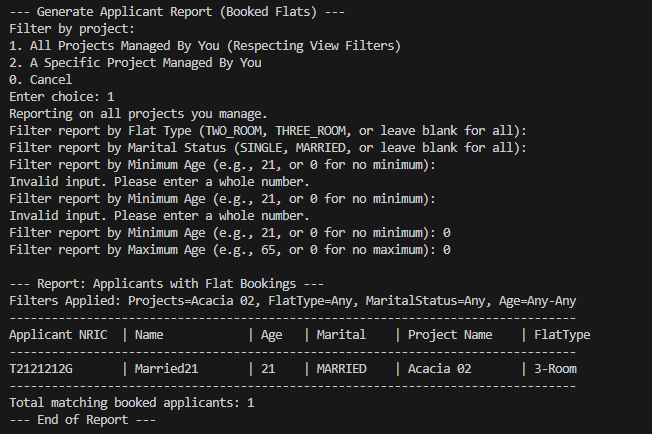 --- Generate Applicant Report (Booked Flats) ---
Filter by project:
1. All Projects Managed By You (Respecting View Filters)
2. A Specific Project Managed By You
0. Cancel
Enter choice: 1
Reporting on all projects you manage.
Filter report by Flat Type (TWO_ROOM, THREE_ROOM, or leave blank for all):
Filter report by Marital Status (SINGLE, MARRIED, or leave blank for all):
Filter report by Minimum Age (e.g., 21, or 0 for no minimum):
Invalid input. Please enter a whole number.
Filter report by Minimum Age (e.g., 21, or 0 for no minimum):
Invalid input. Please enter a whole number.
Filter report by Minimum Age (e.g., 21, or 0 for no minimum): 0
Filter report by Maximum Age (e.g., 65, or 0 for no maximum): 0

--- Report: Applicants with Flat Bookings ---
Filters Applied: Projects=Acacia 02, FlatType=Any, MaritalStatus=Any, Age=Any-Any
---------------------------------------------------------------------------------
Applicant NRIC  | Name            | Age   | Marital    | Project Name    | FlatType
---------------------------------------------------------------------------------
T2121212G       | Married21       | 21    | MARRIED    | Acacia 02       | 3-Room
---------------------------------------------------------------------------------
Total matching booked applicants: 1
--- End of Report ---